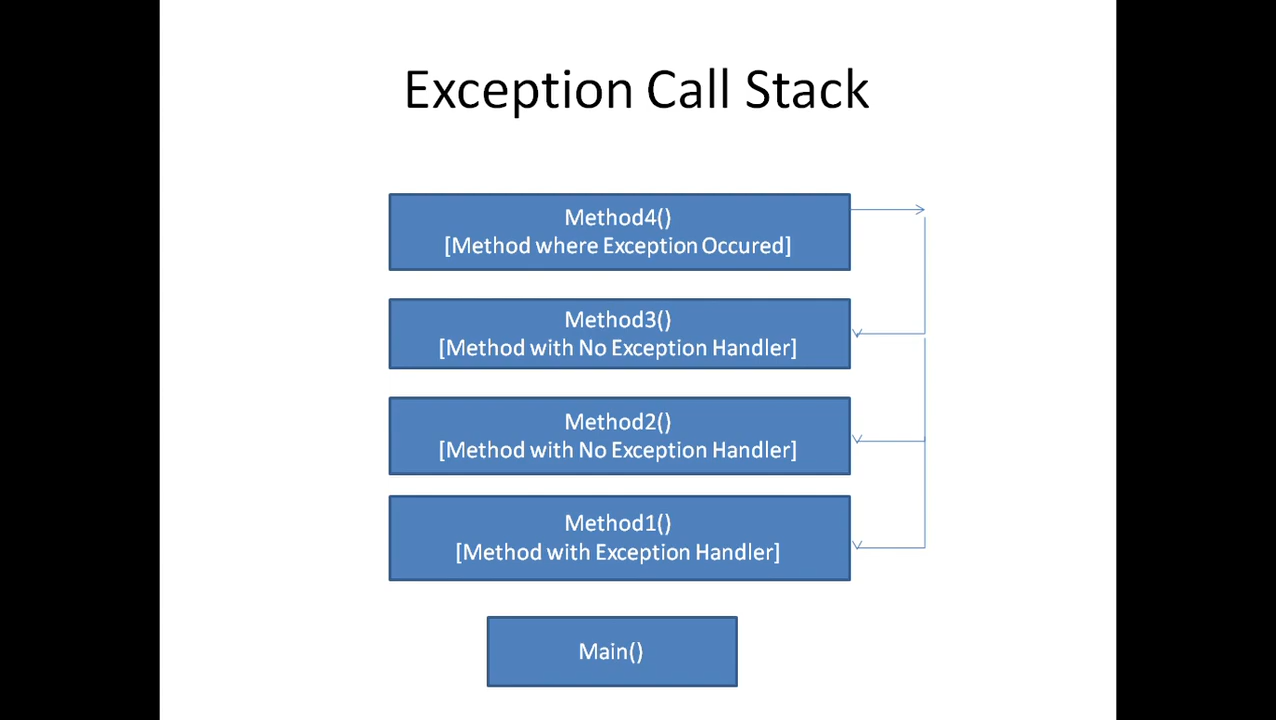 Exception Call Stack
Method4()
[Method where Exception Occured]
Method3()
[Method with No Exception Handler]
Method2()
[Method with No Exception Handler]
Method1()
[Method with Exception Handler]
Main()